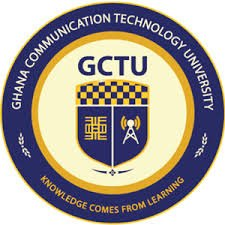 GHANA COMMUNICATION TECHNOLOGY UNIVERSITY
GCTU
KNOWLEDGE COMES FROM LEARNING